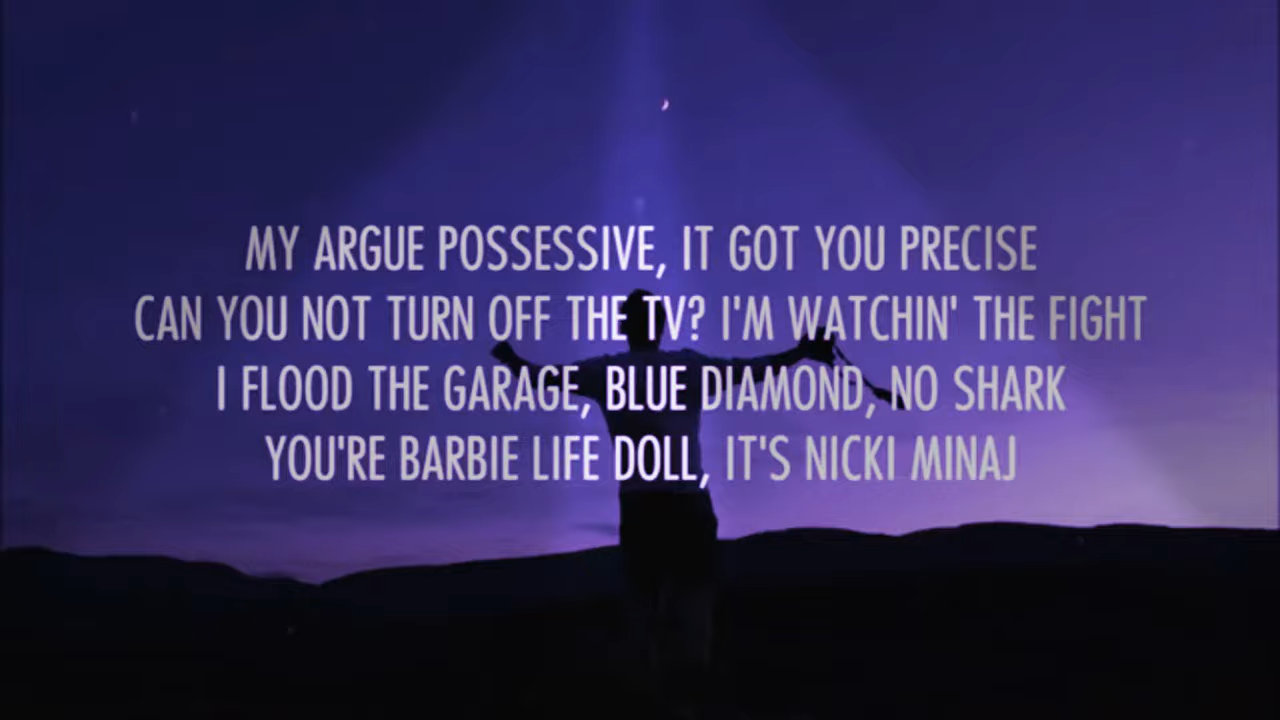 MY ARGUE POSSESSIVE, IT GOT YOU PRECISE
CAN YOU NOT TURN OFF THE TV? I'M WATCHIN' THE FIGHT
I FLOOD THE GARAGE, BLUE DIAMOND, NO SHARK
YOU'RE BARBIE LIFE DOLL, IT'S NICKI MINAJ